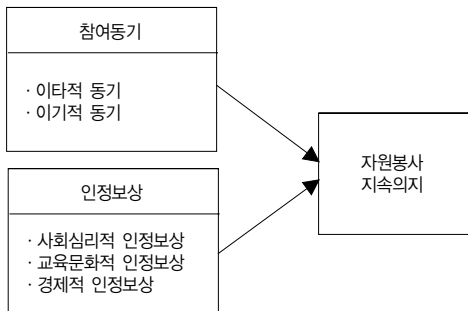 참여동기
· 이타적 동기
· 이기적 동기
인정보상
· 사회심리적 인정보상
· 교육문화적 인정보상
· 경제적 인정보상
자원봉사
지속의지